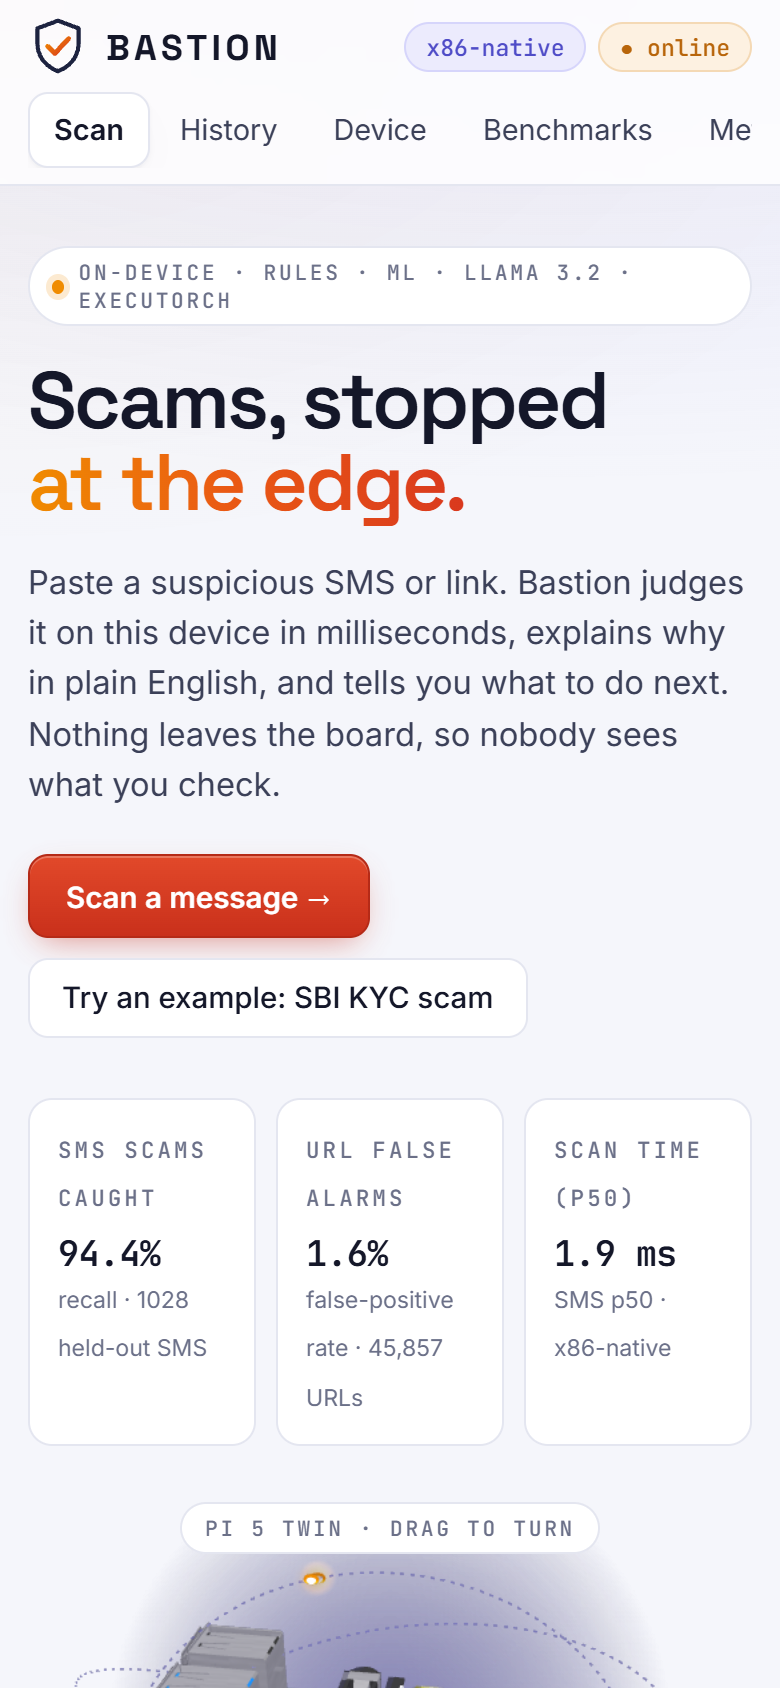 BASTION
x86-native
● online
Scan
History
Device
Benchmarks
Me
ON-DEVICE · RULES · ML · LLAMA 3.2 ·
EXECUTORCH
Scams, stopped
at the edge.
Paste a suspicious SMS or link. Bastion judges
it on this device in milliseconds, explains why
in plain English, and tells you what to do next.
Nothing leaves the board, so nobody sees
what you check.
Scan a message →
Try an example: SBI KYC scam
SMS SCAMS
CAUGHT
94.4%
recall · 1028
held-out SMS
URL FALSE
ALARMS
1.6%
false-positive
rate · 45,857
URLs
SCAN TIME
(P50)
1.9 ms
SMS p50 ·
x86-native
PI 5 TWIN · DRAG TO TURN